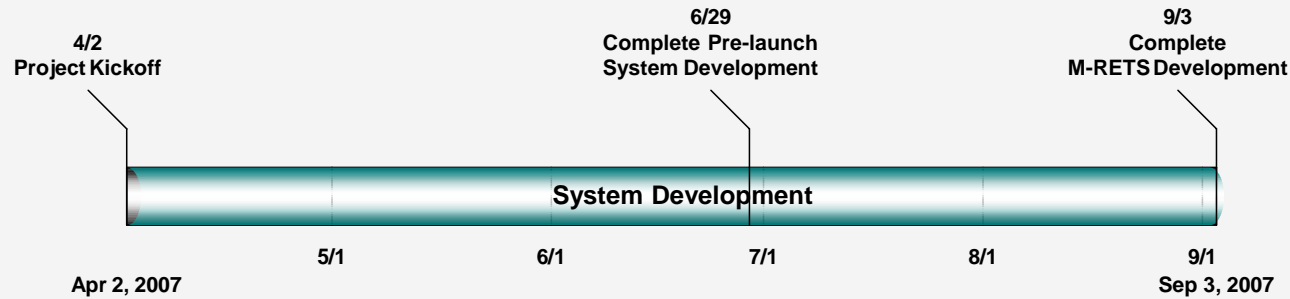 4/2
Project Kickoff
6/29
Complete Pre-launch
System Development
9/3
Complete
M-RETS Development
System Development
5/1
6/1
7/1
8/1
9/1
Apr 2, 2007
Sep 3, 2007